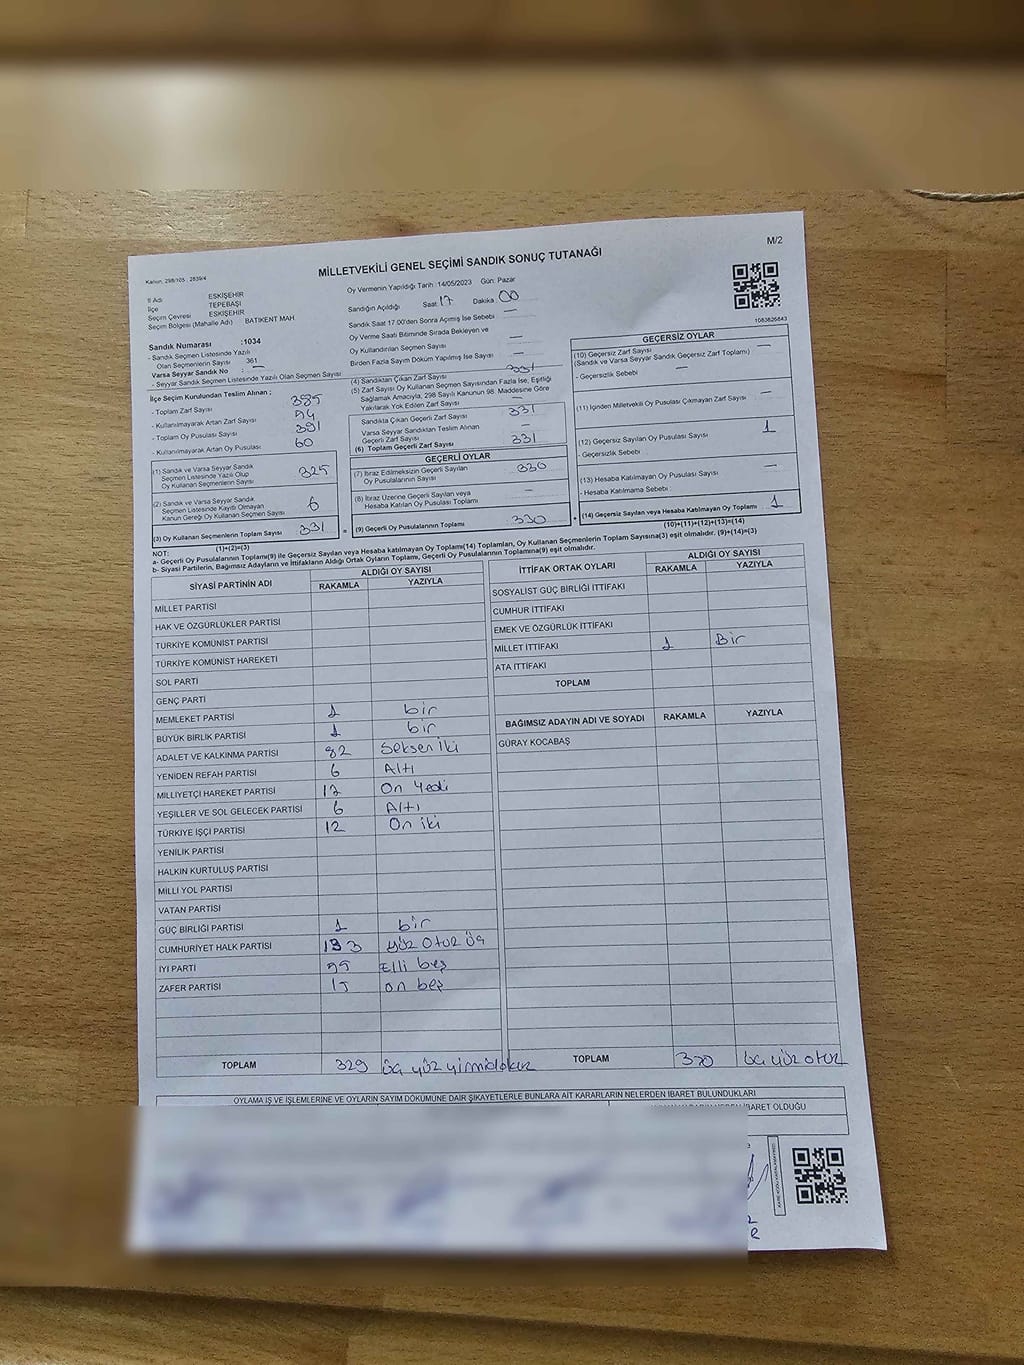 M/2
MİLLETVEKİLİ GENEL SEÇİMİ SANDIK SONUÇ TUTANAĞI
Kanun: 298/105 , 2839/4
Oy Vermenin Yapıldığı Tarih :14/05/2023 Gün: Pazar
İl Adı ESKİŞEHİR
İlçe TEPEBAŞI
Seçim Çevresi ESKİŞEHİR
Seçim Bölgesi (Mahalle Adı) BATIKENT MAH
Sandık Numarası :1034
- Sandık Seçmen Listesinde Yazılı
Olan Seçmenlerin Sayısı 361
Varsa Seyyar Sandık No : —
- Seyyar Sandık Seçmen Listesinde Yazılı Olan Seçmen Sayısı
İlçe Seçim Kurulundan Teslim Alınan :
- Toplam Zarf Sayısı 385
- Kullanılmayarak Artan Zarf Sayısı 54
- Toplam Oy Pusulası Sayısı 391
- Kullanılmayarak Artan Oy Pusulası 60
(1) Sandık ve Varsa Seyyar Sandık
Seçmen Listesinde Yazılı Olup
Oy Kullanan Seçmenlerin Sayısı 325
(2) Sandık ve Varsa Seyyar Sandık
Seçmen Listesinde Kayıtlı Olmayan
Kanun Gereği Oy Kullanan Seçmen Sayısı 6
(3) Oy Kullanan Seçmenlerin Toplam Sayısı 331
(1)+(2)=(3)
Sandığın Açıldığı Saat 17 Dakika 00
Sandık Saat 17.00'den Sonra Açımış İse Sebebi —
Oy Verme Saati Bitiminde Sırada Bekleyen ve
Oy Kullandırılan Seçmen Sayısı —
Birden Fazla Sayım Döküm Yapılmış İse Sayısı —
(4) Sandıktan Çıkan Zarf Sayısı 331
(5) Zarf Sayısı Oy Kullanan Seçmen Sayısından Fazla İse, Eşitliği
Sağlamak Amacıyla, 298 Sayılı Kanunun 98. Maddesine Göre
Yakılarak Yok Edilen Zarf Sayısı —
Sandıkta Çıkan Geçerli Zarf Sayısı 331
Varsa Seyyar Sandıktan Teslim Alınan
Geçerli Zarf Sayısı —
(6) Toplam Geçerli Zarf Sayısı 331
GEÇERLİ OYLAR
(7) İtiraz Edilmeksizin Geçerli Sayılan
Oy Pusulalarının Sayısı 330
(8) İtiraz Üzerine Geçerli Sayılan veya
Hesaba Katılan Oy Pusulası Toplamı —
= (9) Geçerli Oy Pusulalarının Toplamı 330
1083826843
GEÇERSİZ OYLAR
(10) Geçersiz Zarf Sayısı —
(Sandık ve Varsa Seyyar Sandık Geçersiz Zarf Toplamı)
- Geçersizlik Sebebi —
(11) İçinden Milletvekili Oy Pusulası Çıkmayan Zarf Sayısı —
(12) Geçersiz Sayılan Oy Pusulası Sayısı 1
- Geçersizlik Sebebi
(13) Hesaba Katılmayan Oy Pusulası Sayısı —
- Hesaba Katılmama Sebebi :
+ (14) Geçersiz Sayılan veya Hesaba Katılmayan Oy Toplamı 1
(10)+(11)+(12)+(13)=(14)
NOT:
a- Geçerli Oy Pusulalarının Toplamı(9) ile Geçersiz Sayılan veya Hesaba katılmayan Oy Toplamı(14) Toplamları, Oy Kullanan Seçmenlerin Toplam Sayısına(3) eşit olmalıdır. (9)+(14)=(3)
b- Siyasi Partilerin, Bağımsız Adayların ve İttifakların Aldığı Ortak Oyların Toplamı, Geçerli Oy Pusulalarının Toplamına(9) eşit olmalıdır.
SİYASİ PARTİNİN ADI ALDIĞI OY SAYISI
RAKAMLA YAZIYLA
MİLLET PARTİSİ
HAK VE ÖZGÜRLÜKLER PARTİSİ
TÜRKİYE KOMÜNİST PARTİSİ
TÜRKİYE KOMÜNİST HAREKETİ
SOL PARTİ
GENÇ PARTİ
MEMLEKET PARTİSİ 1 bir
BÜYÜK BİRLİK PARTİSİ 1 bir
ADALET VE KALKINMA PARTİSİ 82 Seksen iki
YENİDEN REFAH PARTİSİ 6 Altı
MİLLİYETÇİ HAREKET PARTİSİ 17 On Yedi
YEŞİLLER VE SOL GELECEK PARTİSİ 6 Altı
TÜRKİYE İŞÇİ PARTİSİ 12 On iki
YENİLİK PARTİSİ
HALKIN KURTULUŞ PARTİSİ
MİLLİ YOL PARTİSİ
VATAN PARTİSİ
GÜÇ BİRLİĞİ PARTİSİ 1 bir
CUMHURİYET HALK PARTİSİ 133 yüz otuz üç
İYİ PARTİ 55 Elli beş
ZAFER PARTİSİ 15 on beş
TOPLAM 329 üç yüz yirmidokuz
İTTİFAK ORTAK OYLARI ALDIĞI OY SAYISI
RAKAMLA YAZIYLA
SOSYALİST GÜÇ BİRLİĞİ İTTİFAKI
CUMHUR İTTİFAKI
EMEK VE ÖZGÜRLÜK İTTİFAKI
MİLLET İTTİFAKI 1 Bir
ATA İTTİFAKI
TOPLAM
BAĞIMSIZ ADAYIN ADI VE SOYADI RAKAMLA YAZIYLA
GÜRAY KOCABAŞ
TOPLAM 330 üç yüz otuz
OYLAMA İŞ VE İŞLEMLERİNE VE OYLARIN SAYIM DÖKÜMÜNE DAİR ŞİKAYETLERLE BUNLARA AİT KARARLARIN NELERDEN İBARET BULUNDUKLARI
İBARET OLDUĞU